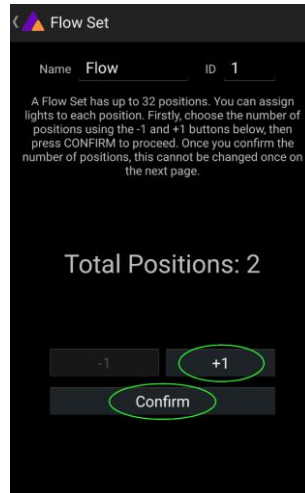 Flow Set
Name Flow ID 1
A Flow Set has up to 32 positions. You can assign
lights to each position. Firstly, choose the number of
positions using the -1 and +1 buttons below, then
press CONFIRM to proceed. Once you confirm the
number of positions, this cannot be changed once on
the next page.
Total Positions: 2
-1 +1
Confirm